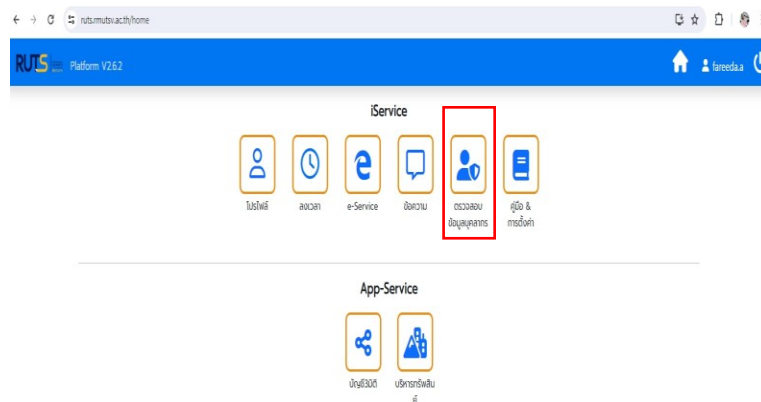 ruts.rmutsv.ac.th/home
RUTS Platform V2.6.2
fareeda.a
iService
โปรไฟล์
ลงเวลา
e-Service
ข้อความ
ตรวจสอบ
ข้อมูลบุคลากร
คู่มือ &
การตั้งค่า
App-Service
บัญชี3มิติ
บริหารทรัพสิน